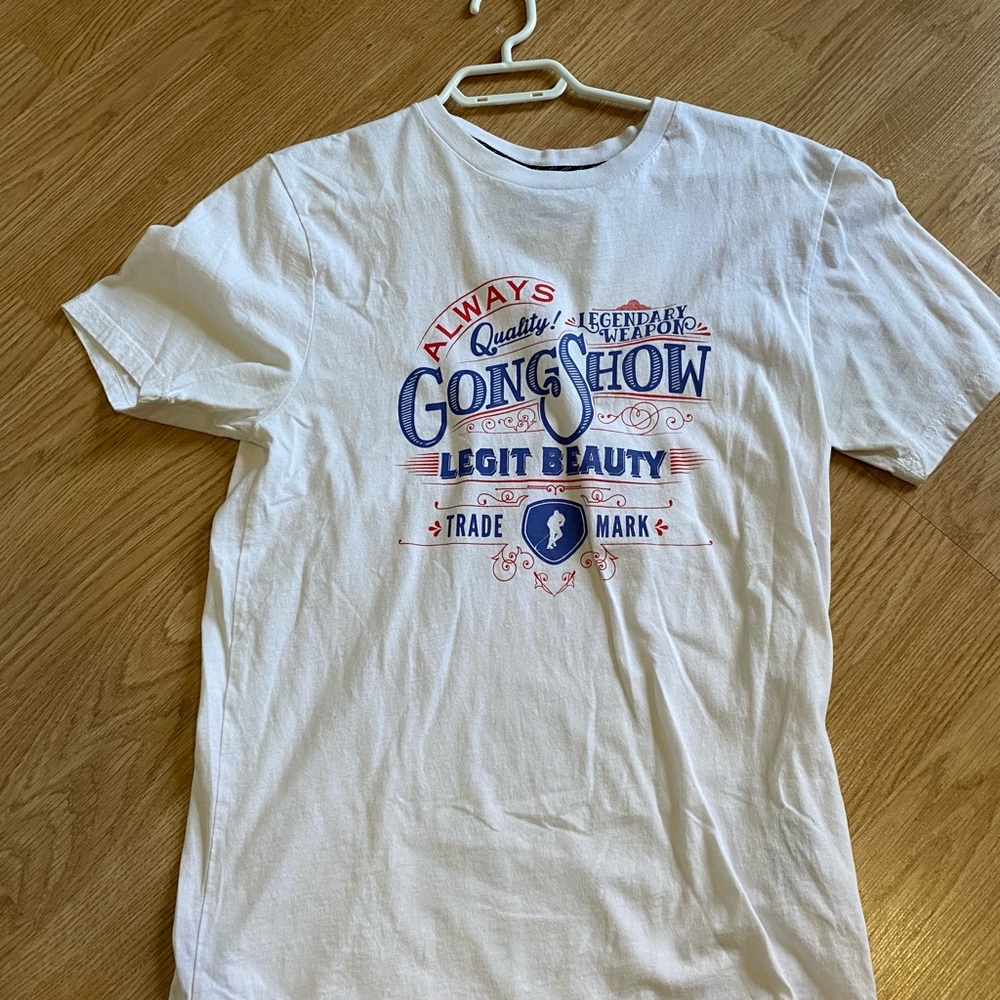 ALWAYS
Quality!
LEGENDARY
WEAPON
GONGSHOW
LEGIT BEAUTY
TRADE MARK